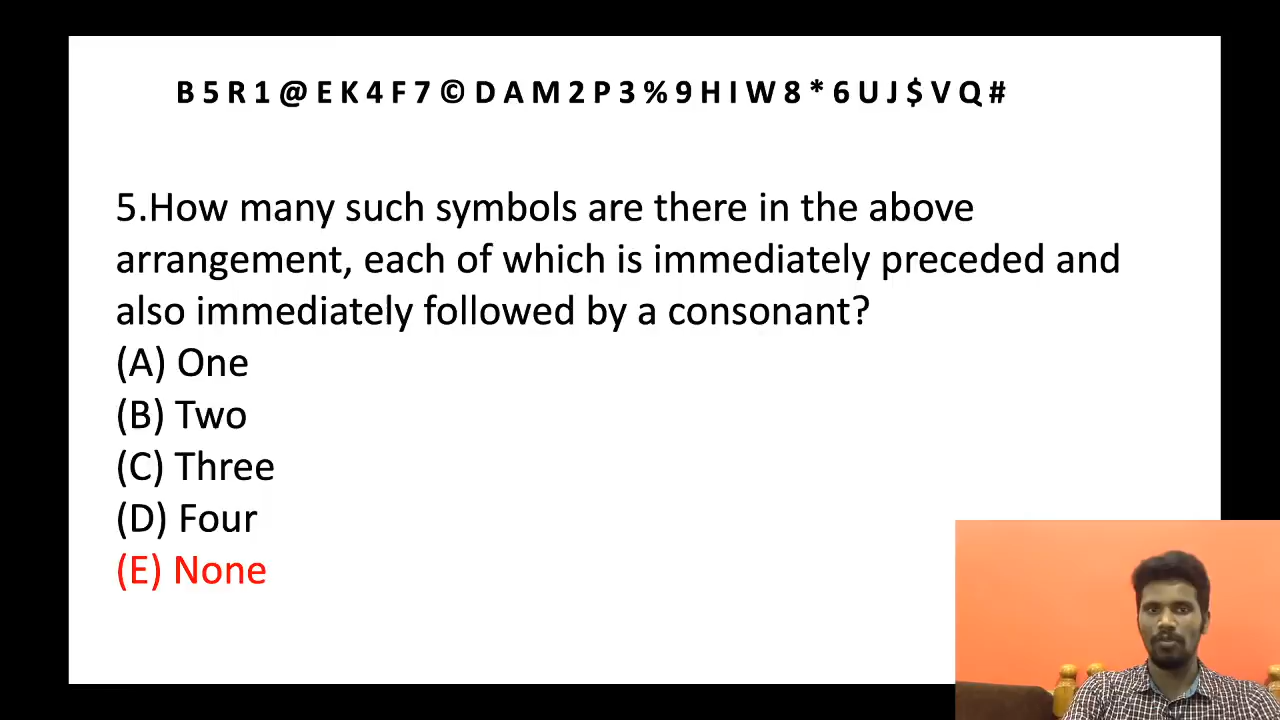 B 5 R 1 @ E K 4 F 7 © D A M 2 P 3 % 9 H I W 8 * 6 U J $ V Q #
5.How many such symbols are there in the above
arrangement, each of which is immediately preceded and
also immediately followed by a consonant?
(A) One
(B) Two
(C) Three
(D) Four
(E) None